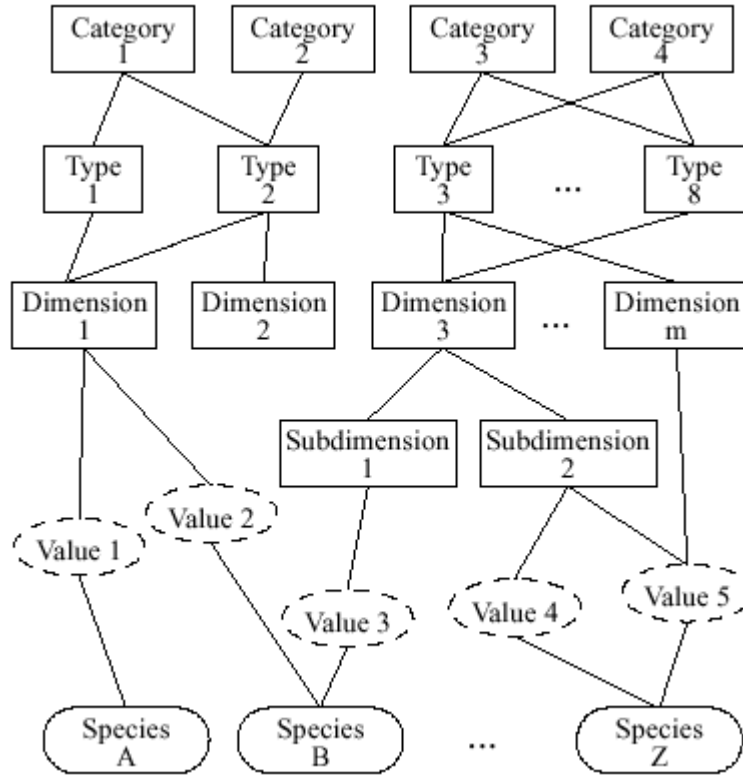 Category
1
Category
2
Category
3
Category
4
Type
1
Type
2
Type
3
...
Type
8
Dimension
1
Dimension
2
Dimension
3
...
Dimension
m
Subdimension
1
Subdimension
2
Value 1
Value 2
Value 3
Value 4
Value 5
Species
A
Species
B
...
Species
Z